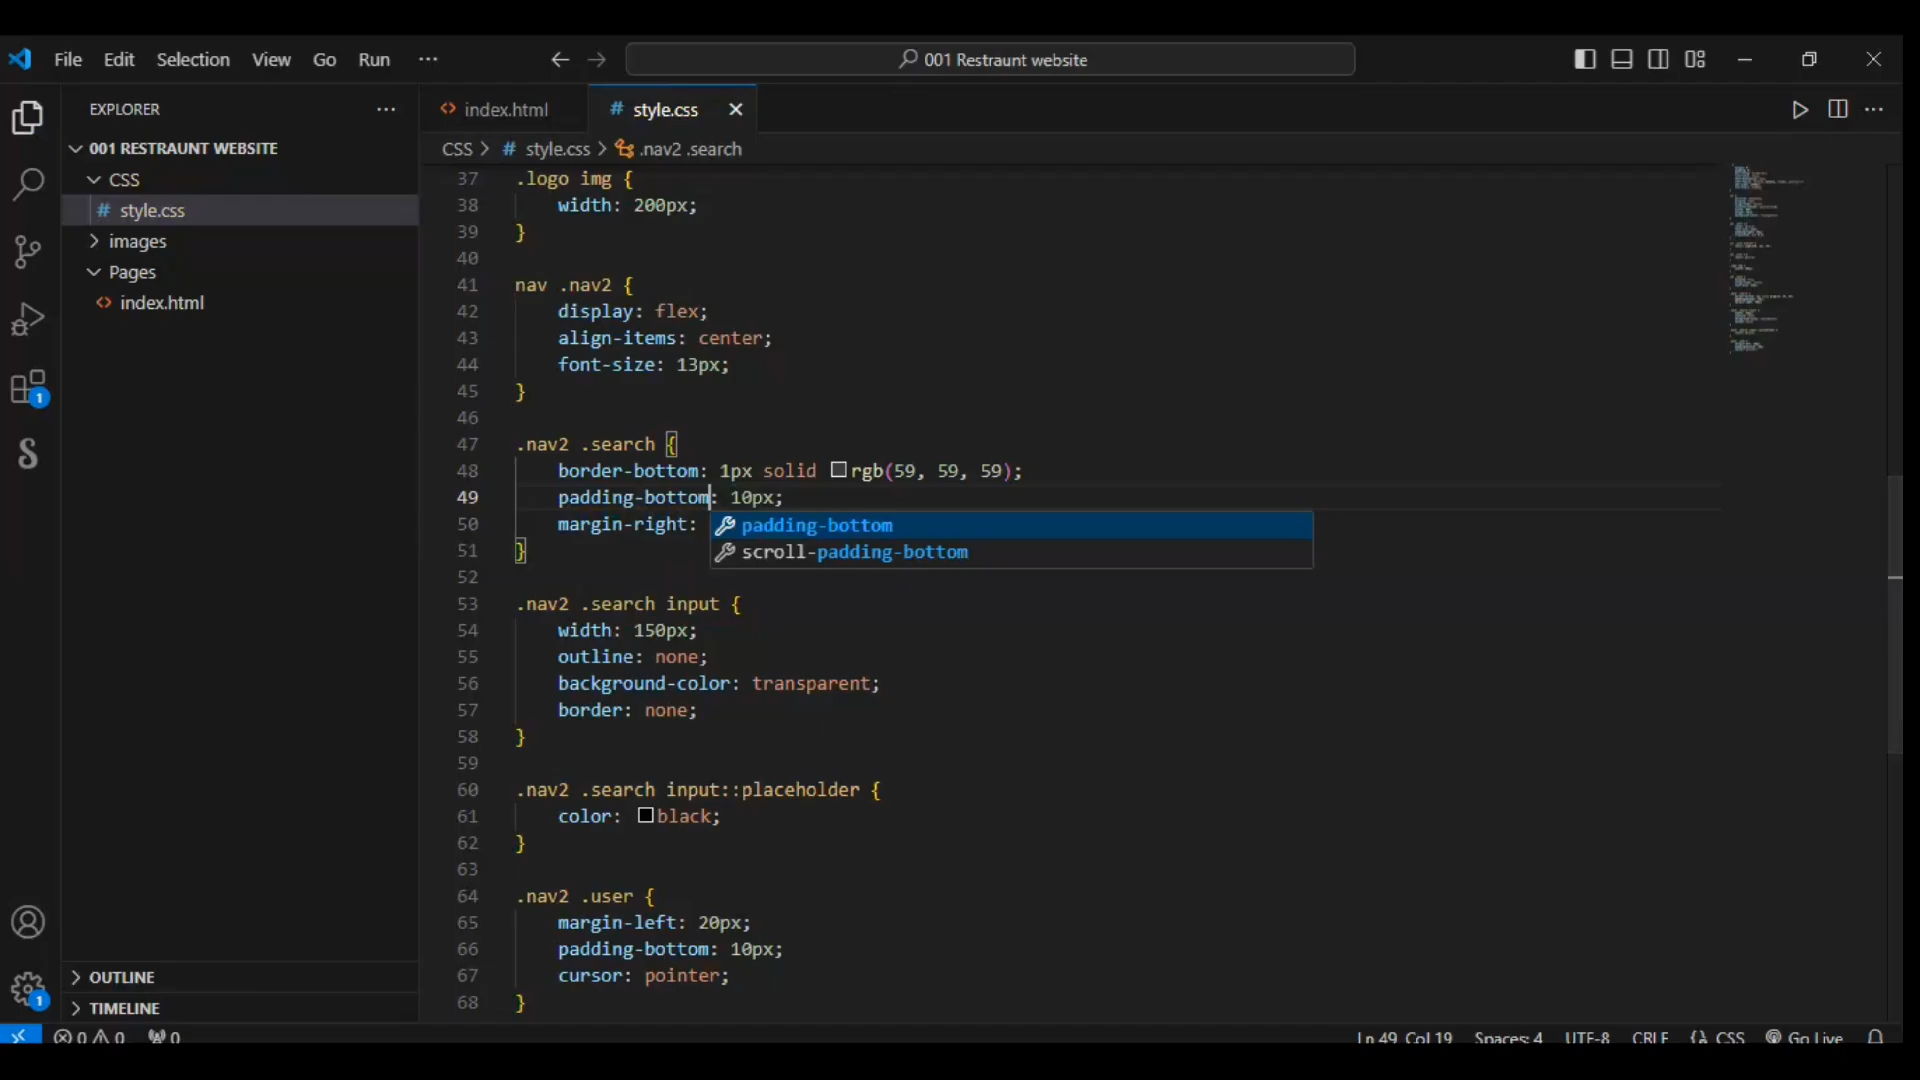 File Edit Selection View Go Run ··· 001 Restraunt website
EXPLORER ···
001 RESTRAUNT WEBSITE
CSS
# style.css
images
Pages
<> index.html
OUTLINE
TIMELINE
1
1
<> index.html # style.css
CSS > # style.css > .nav2 .search
37 .logo img {
38 width: 200px;
39 }
40
41 nav .nav2 {
42 display: flex;
43 align-items: center;
44 font-size: 13px;
45 }
46
47 .nav2 .search {
48 border-bottom: 1px solid rgb(59, 59, 59);
49 padding-bottom: 10px;
50 margin-right:
padding-bottom
scroll-padding-bottom
51 }
52
53 .nav2 .search input {
54 width: 150px;
55 outline: none;
56 background-color: transparent;
57 border: none;
58 }
59
60 .nav2 .search input::placeholder {
61 color: black;
62 }
63
64 .nav2 .user {
65 margin-left: 20px;
66 padding-bottom: 10px;
67 cursor: pointer;
68 }
0 0 0 Ln 49, Col 19 Spaces: 4 UTF-8 CRLF {} CSS Go Live